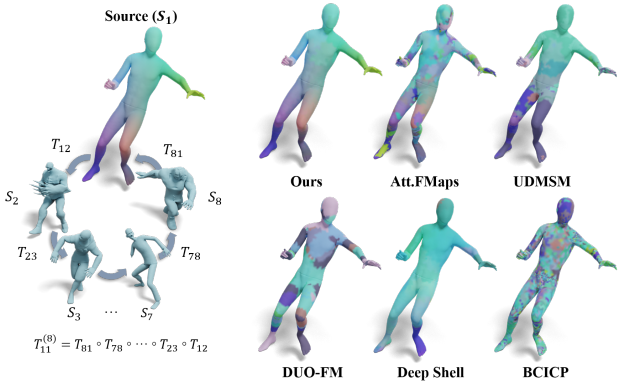 Source (S₁)
T₁₂
T₈₁
S₂
S₈
T₂₃
T₇₈
S₃ ⋯ S₇
T₁₁⁽⁸⁾ = T₈₁ ∘ T₇₈ ∘ ⋯ ∘ T₂₃ ∘ T₁₂
Ours
Att.FMaps
UDMSM
DUO-FM
Deep Shell
BCICP